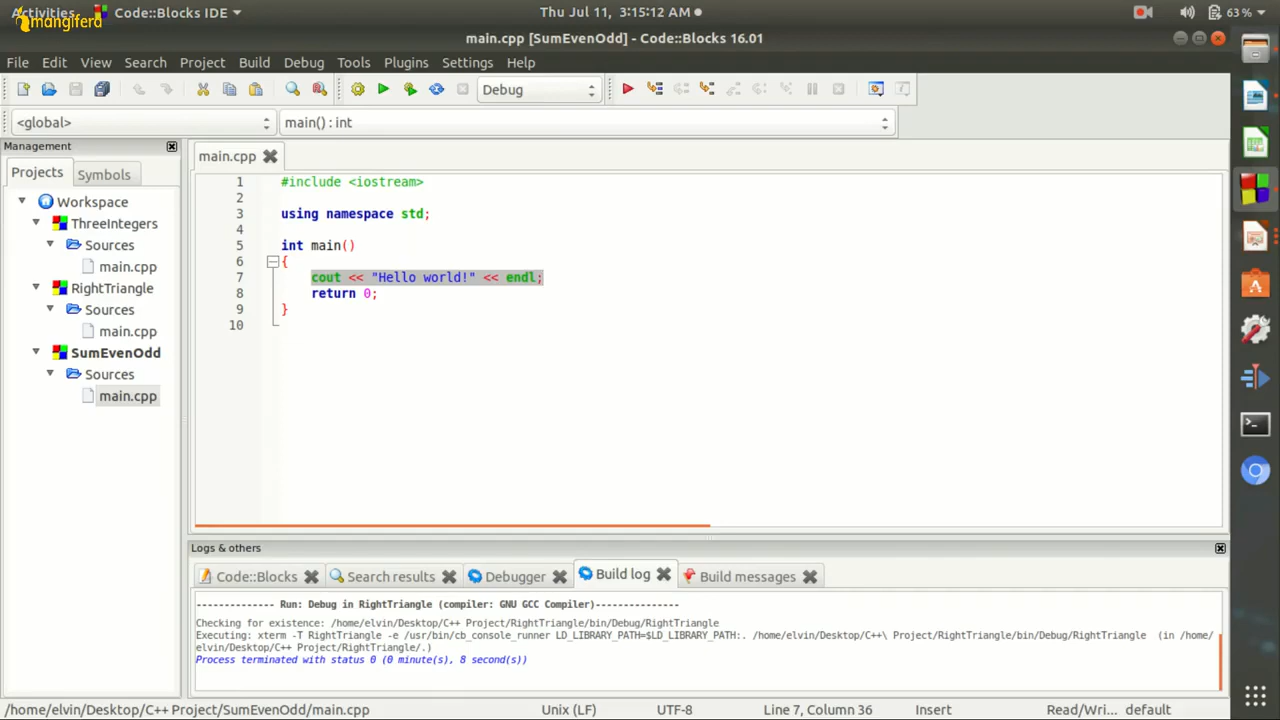 Activities
mangifera
Code::Blocks IDE
Thu Jul 11, 3:15:12 AM
63 %
main.cpp [SumEvenOdd] - Code::Blocks 16.01
File Edit View Search Project Build Debug Tools Plugins Settings Help
Debug
<global>
main() : int
Management
Projects
Symbols
Workspace
ThreeIntegers
Sources
main.cpp
RightTriangle
Sources
main.cpp
SumEvenOdd
Sources
main.cpp
main.cpp
1 #include <iostream>
2
3 using namespace std;
4
5 int main()
6 {
7 cout << "Hello world!" << endl;
8 return 0;
9 }
10
Logs & others
Code::Blocks
Search results
Debugger
Build log
Build messages
-------------- Run: Debug in RightTriangle (compiler: GNU GCC Compiler)---------------
Checking for existence: /home/elvin/Desktop/C++ Project/RightTriangle/bin/Debug/RightTriangle
Executing: xterm -T RightTriangle -e /usr/bin/cb_console_runner LD_LIBRARY_PATH=$LD_LIBRARY_PATH:. /home/elvin/Desktop/C++\ Project/RightTriangle/bin/Debug/RightTriangle (in /home/
elvin/Desktop/C++ Project/RightTriangle/.)
Process terminated with status 0 (0 minute(s), 8 second(s))
/home/elvin/Desktop/C++ Project/SumEvenOdd/main.cpp
Unix (LF)
UTF-8
Line 7, Column 36
Insert
Read/Wri...
default